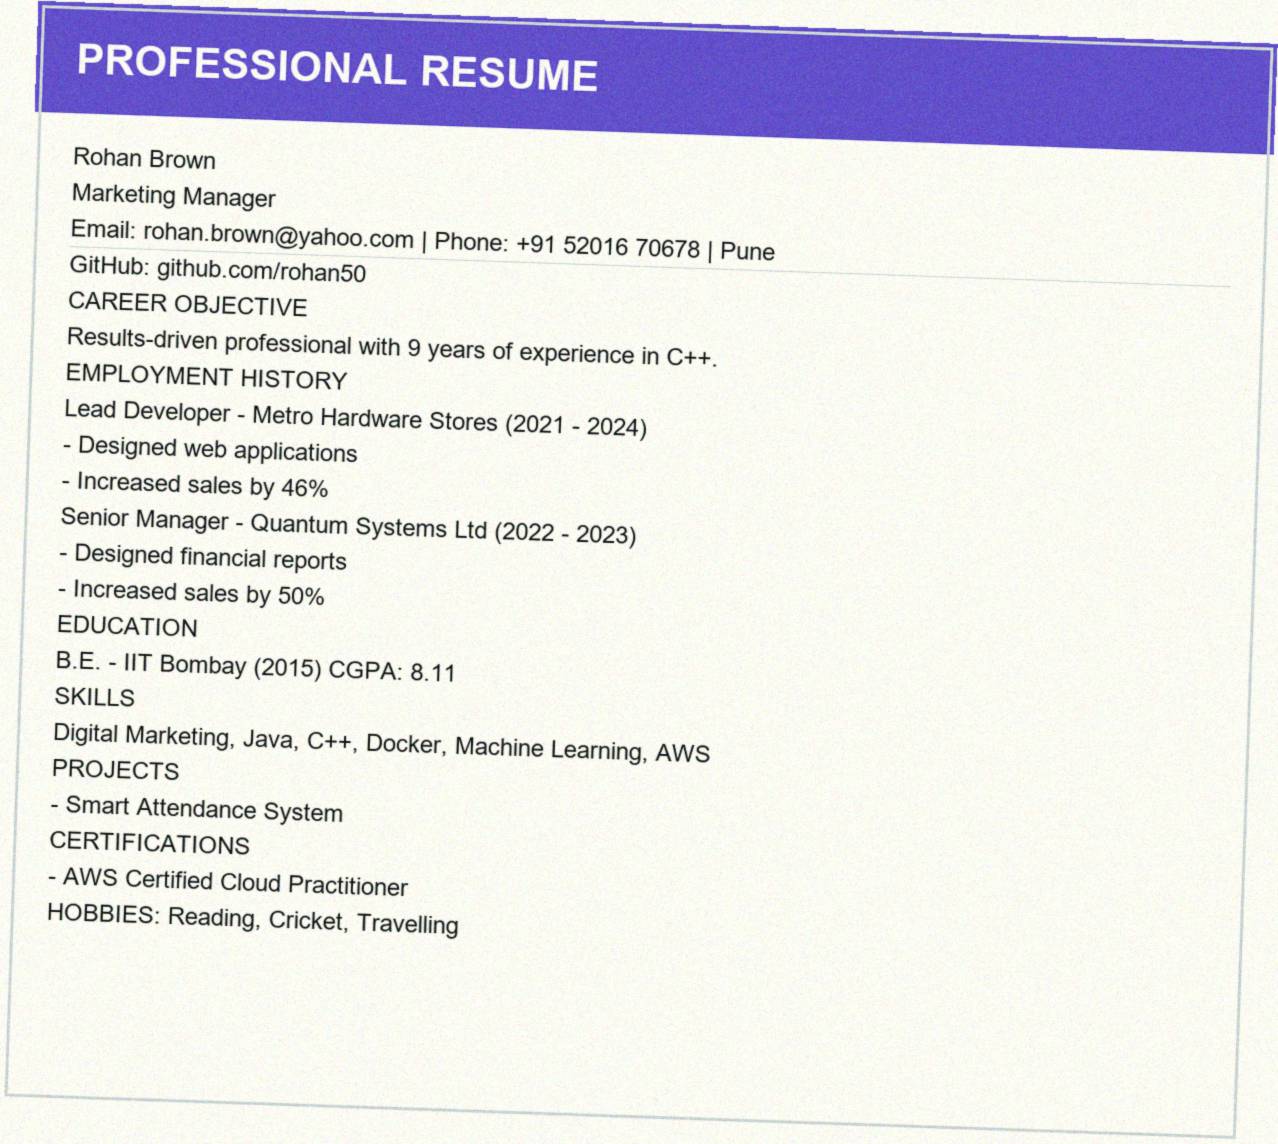 PROFESSIONAL RESUME
Rohan Brown
Marketing Manager
Email: rohan.brown@yahoo.com | Phone: +91 52016 70678 | Pune
GitHub: github.com/rohan50
CAREER OBJECTIVE
Results-driven professional with 9 years of experience in C++.
EMPLOYMENT HISTORY
Lead Developer - Metro Hardware Stores (2021 - 2024)
- Designed web applications
- Increased sales by 46%
Senior Manager - Quantum Systems Ltd (2022 - 2023)
- Designed financial reports
- Increased sales by 50%
EDUCATION
B.E. - IIT Bombay (2015) CGPA: 8.11
SKILLS
Digital Marketing, Java, C++, Docker, Machine Learning, AWS
PROJECTS
- Smart Attendance System
CERTIFICATIONS
- AWS Certified Cloud Practitioner
HOBBIES: Reading, Cricket, Travelling